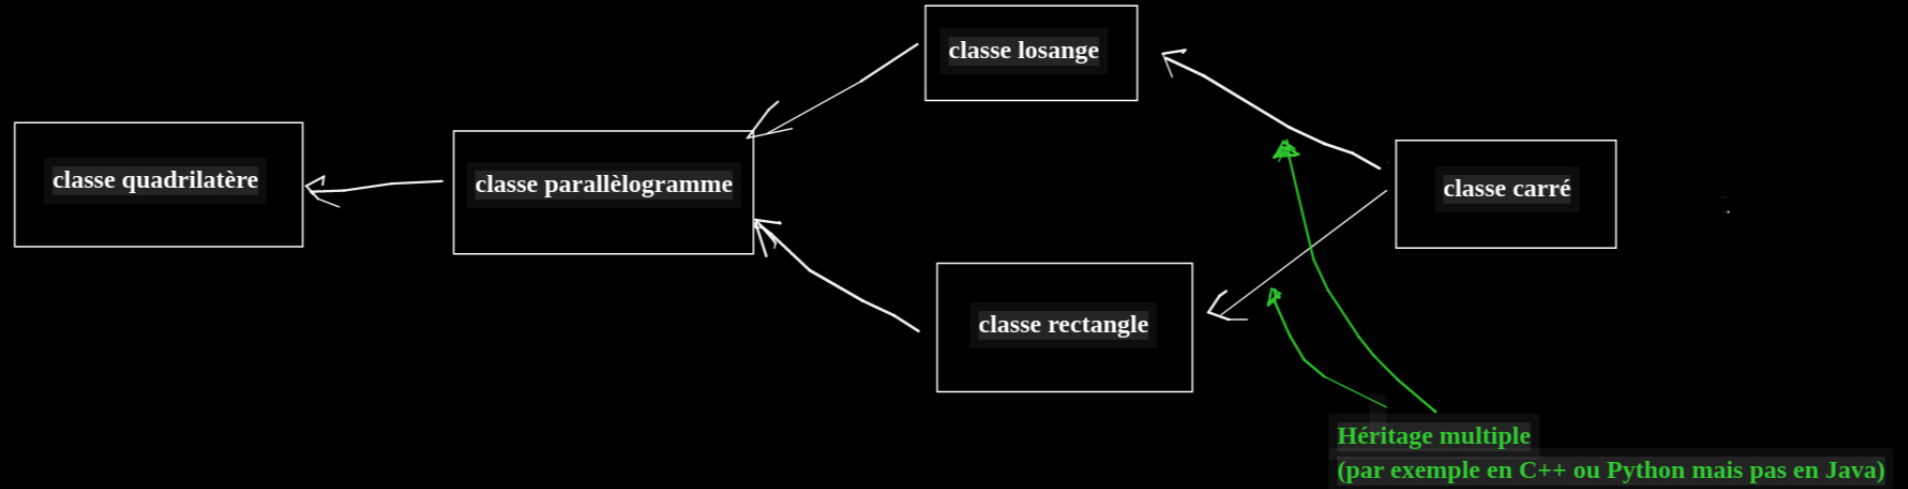 classe losange
classe quadrilatère
classe parallèlogramme
classe carré
classe rectangle
Héritage multiple
(par exemple en C++ ou Python mais pas en Java)